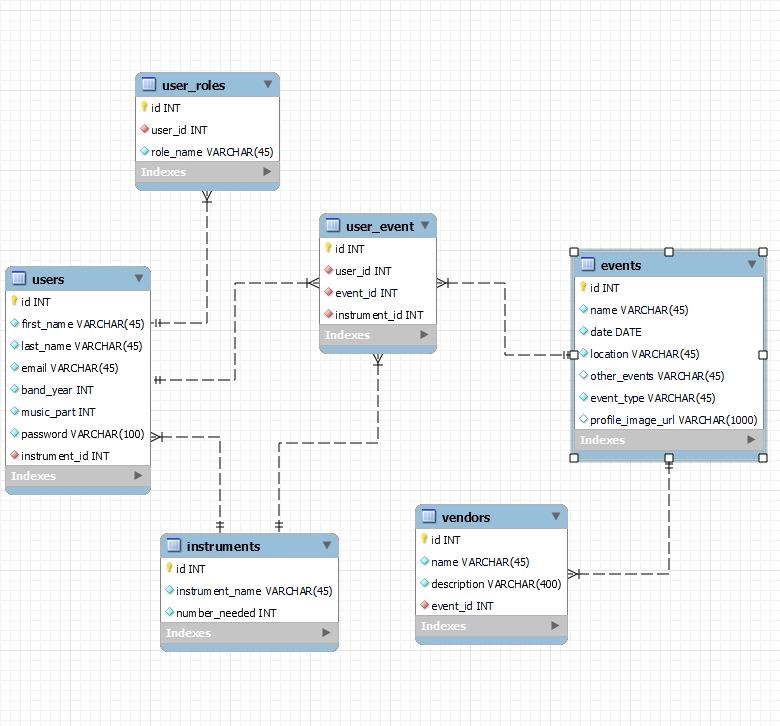 user_roles
id INT
user_id INT
role_name VARCHAR(45)
Indexes
user_event
id INT
user_id INT
event_id INT
instrument_id INT
Indexes
users
id INT
first_name VARCHAR(45)
last_name VARCHAR(45)
email VARCHAR(45)
band_year INT
music_part INT
password VARCHAR(100)
instrument_id INT
Indexes
events
id INT
name VARCHAR(45)
date DATE
location VARCHAR(45)
other_events VARCHAR(45)
event_type VARCHAR(45)
profile_image_url VARCHAR(1000)
Indexes
instruments
id INT
instrument_name VARCHAR(45)
number_needed INT
Indexes
vendors
id INT
name VARCHAR(45)
description VARCHAR(400)
event_id INT
Indexes